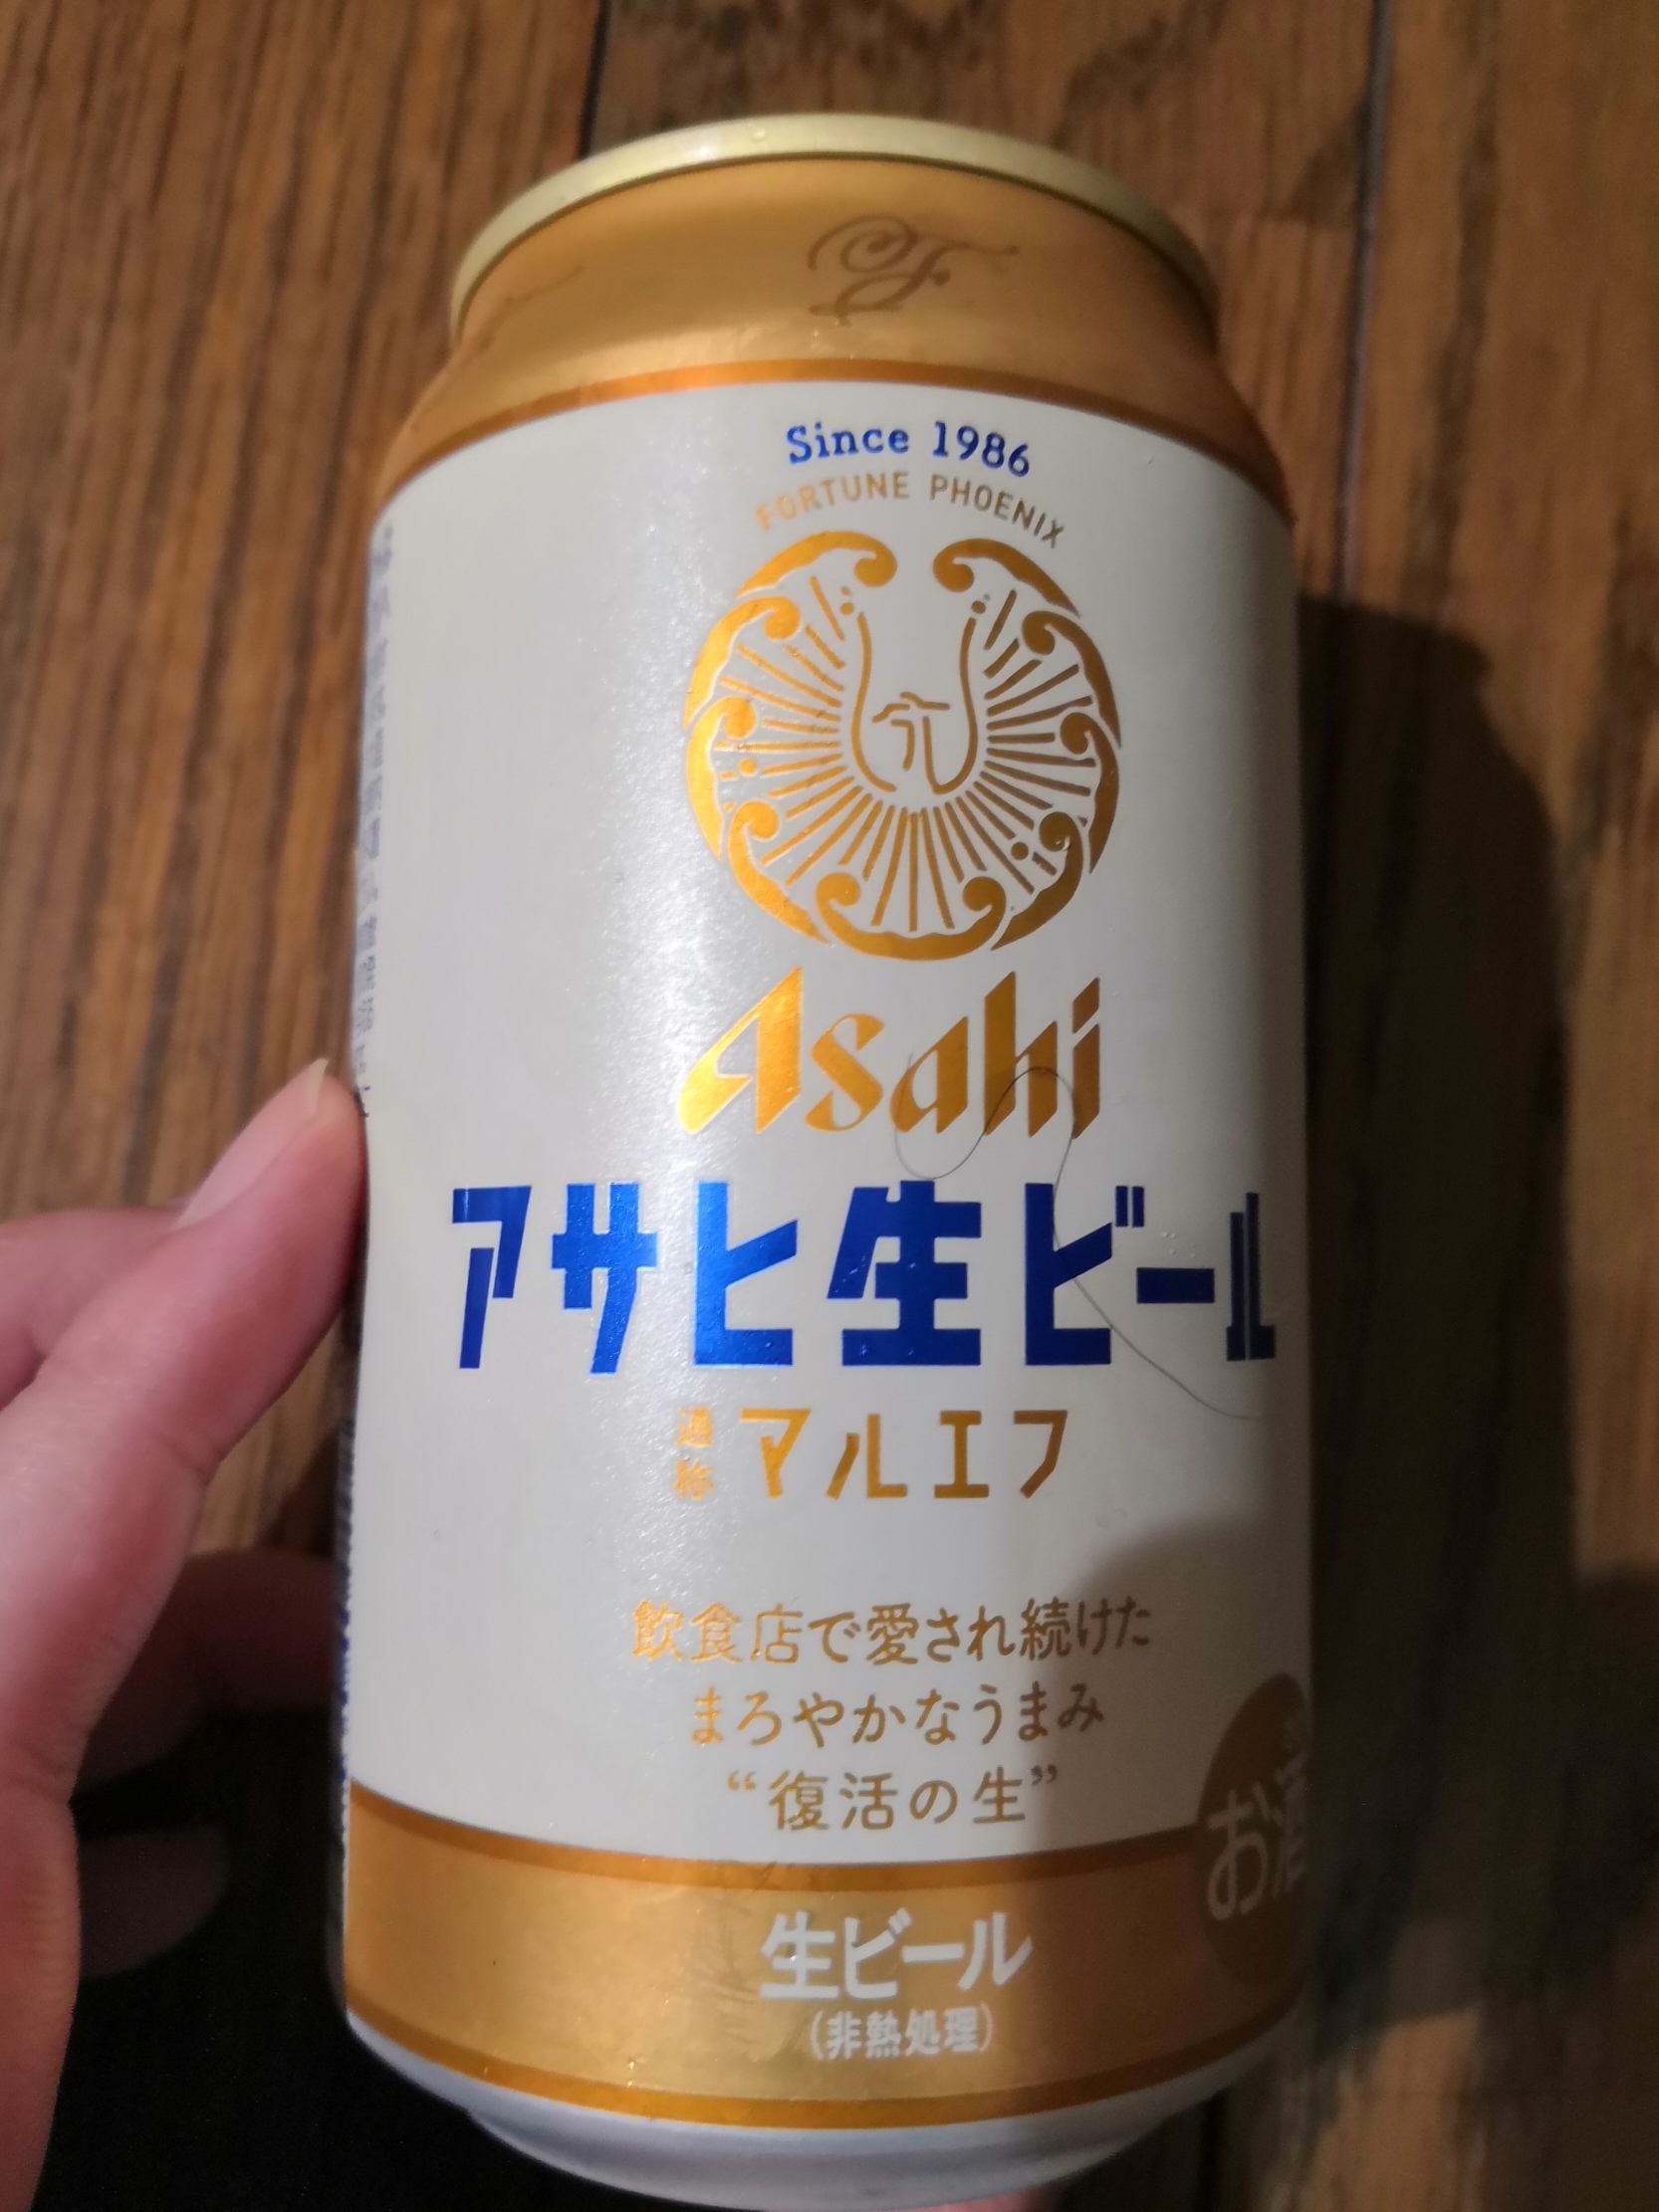 Since 1986
FORTUNE PHOENIX
Asahi
アサヒ生ビール
通称 マルエフ
飲食店で愛され続けた
まろやかなうまみ
“復活の生”
お酒
生ビール
(非熱処理)